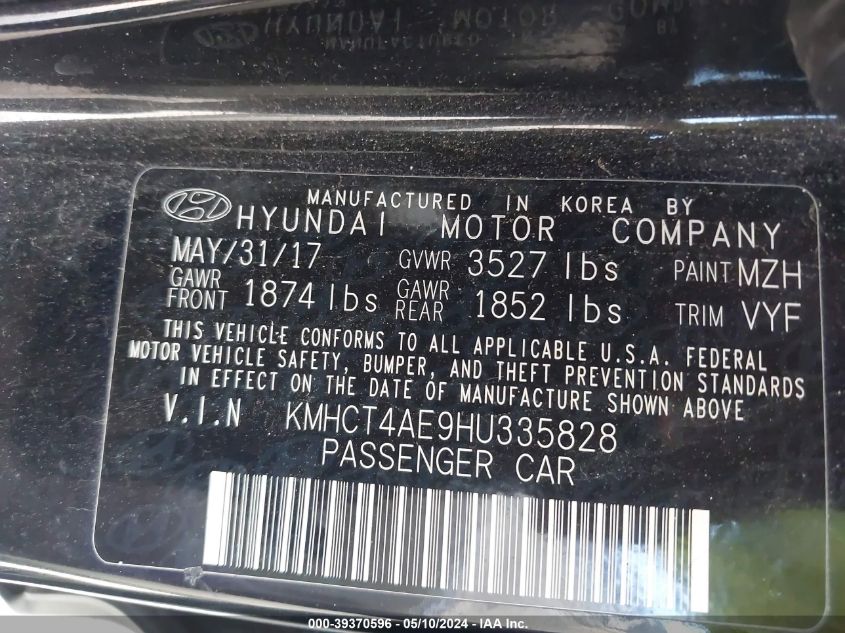 HYUNDAI MOTOR COMPANY
MANUFACTURED IN KOREA BY
HYUNDAI MOTOR COMPANY
MAY/31/17 GVWR 3527 lbs PAINT MZH
GAWR FRONT 1874 lbs GAWR REAR 1852 lbs TRIM VYF
THIS VEHICLE CONFORMS TO ALL APPLICABLE U.S.A. FEDERAL
MOTOR VEHICLE SAFETY, BUMPER, AND THEFT PREVENTION STANDARDS
IN EFFECT ON THE DATE OF MANUFACTURE SHOWN ABOVE
V.I.N KMHCT4AE9HU335828
PASSENGER CAR
000-39370596 - 05/10/2024 - IAA Inc.